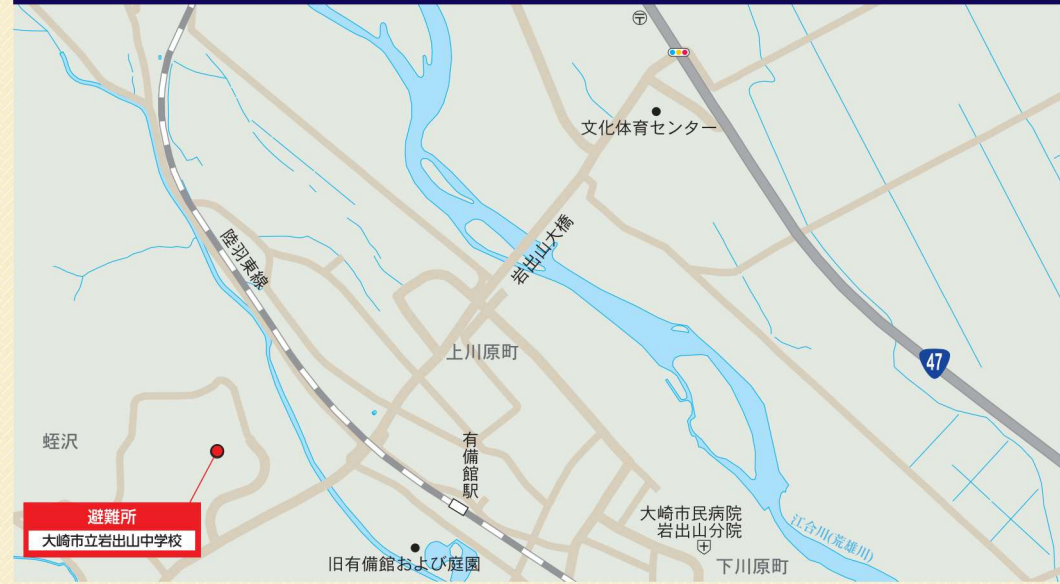 文化体育センター
岩出山大橋
陸羽東線
上川原町
47
蛭沢
有備館駅
避難所
大崎市立岩出山中学校
大崎市民病院
岩出山分院
江合川(荒雄川)
旧有備館および庭園
下川原町